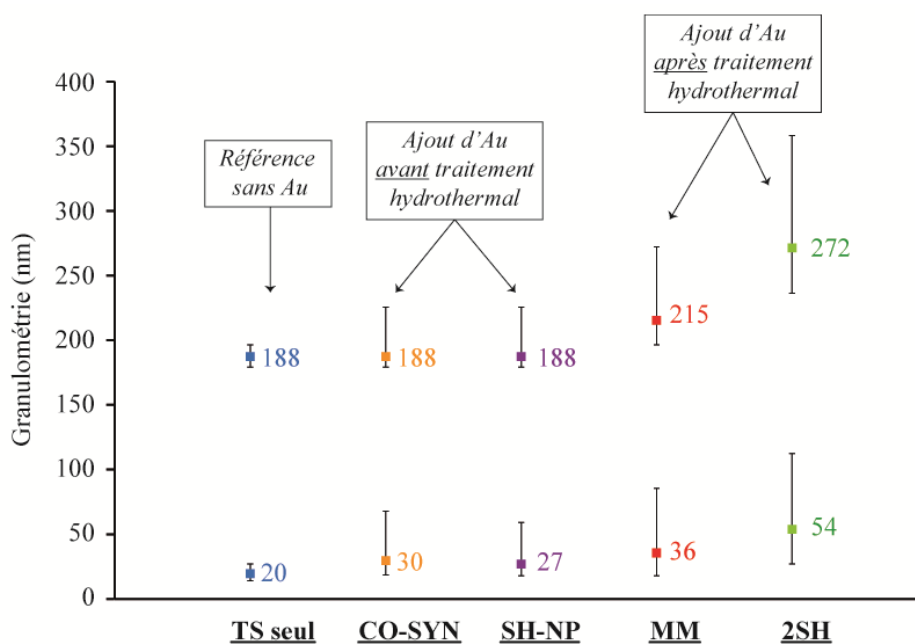 Ajout d'Au
après traitement
hydrothermal
Ajout d'Au
avant traitement
hydrothermal
Référence
sans Au
Granulométrie (nm)
400
350
300
250
200
150
100
50
0
188
188
188
215
272
20
30
27
36
54
TS seul
CO-SYN
SH-NP
MM
2SH